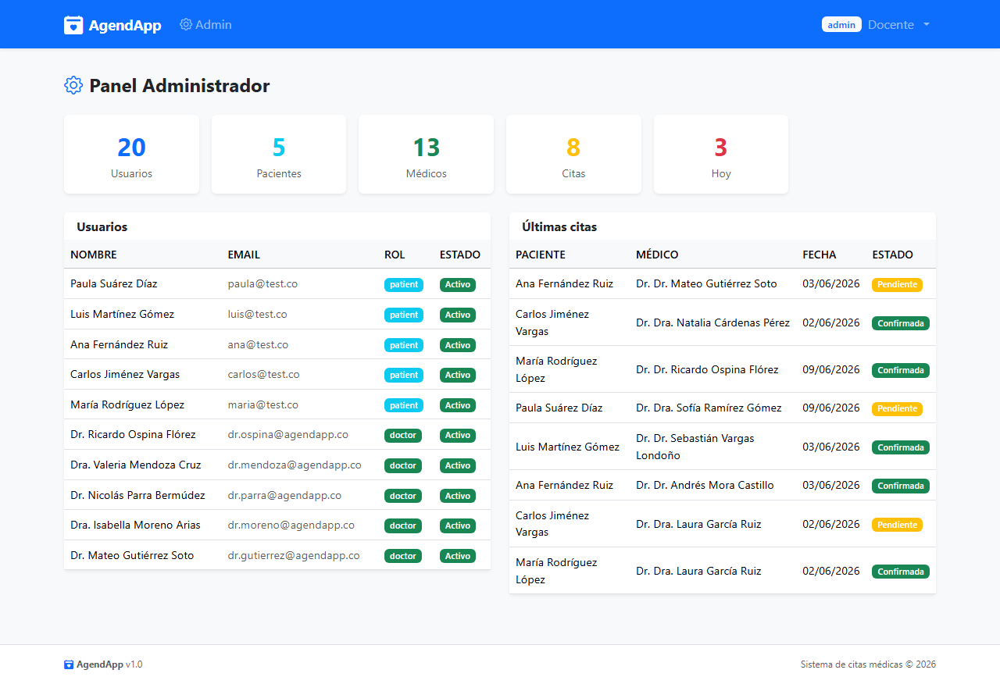 AgendApp Admin admin Docente
Panel Administrador
20 5 13 8 3
Usuarios Pacientes Médicos Citas Hoy
Usuarios
NOMBRE EMAIL ROL ESTADO
Paula Suárez Díaz paula@test.co patient Activo
Luis Martínez Gómez luis@test.co patient Activo
Ana Fernández Ruiz ana@test.co patient Activo
Carlos Jiménez Vargas carlos@test.co patient Activo
María Rodríguez López maria@test.co patient Activo
Dr. Ricardo Ospina Flórez dr.ospina@agendapp.co doctor Activo
Dra. Valeria Mendoza Cruz dr.mendoza@agendapp.co doctor Activo
Dr. Nicolás Parra Bermúdez dr.parra@agendapp.co doctor Activo
Dra. Isabella Moreno Arias dr.moreno@agendapp.co doctor Activo
Dr. Mateo Gutiérrez Soto dr.gutierrez@agendapp.co doctor Activo
Últimas citas
PACIENTE MÉDICO FECHA ESTADO
Ana Fernández Ruiz Dr. Dr. Mateo Gutiérrez Soto 03/06/2026 Pendiente
Carlos Jiménez
Vargas Dr. Dra. Natalia Cárdenas Pérez 02/06/2026 Confirmada
María Rodríguez
López Dr. Dr. Ricardo Ospina Flórez 09/06/2026 Confirmada
Paula Suárez Díaz Dr. Dra. Sofía Ramírez Gómez 09/06/2026 Pendiente
Luis Martínez Gómez Dr. Dr. Sebastián Vargas
Londoño 03/06/2026 Confirmada
Ana Fernández Ruiz Dr. Dr. Andrés Mora Castillo 03/06/2026 Confirmada
Carlos Jiménez
Vargas Dr. Dra. Laura García Ruiz 02/06/2026 Pendiente
María Rodríguez
López Dr. Dra. Laura García Ruiz 02/06/2026 Confirmada
AgendApp v1.0 Sistema de citas médicas © 2026